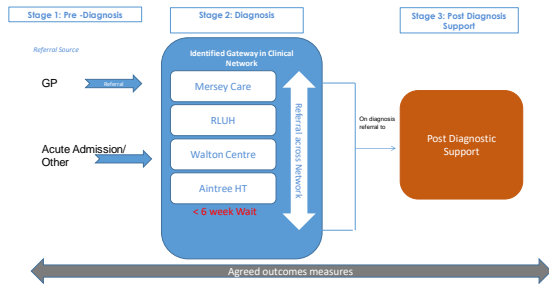 Stage 1: Pre -Diagnosis
Stage 2: Diagnosis
Stage 3: Post Diagnosis
Support
Referral Source
GP
Referral
Acute Admission/
Other
Identified Gateway in Clinical
Network
Mersey Care
RLUH
Walton Centre
Aintree HT
< 6 week Wait
Referral across Network
On diagnosis
referral to
Post Diagnostic
Support
Agreed outcomes measures